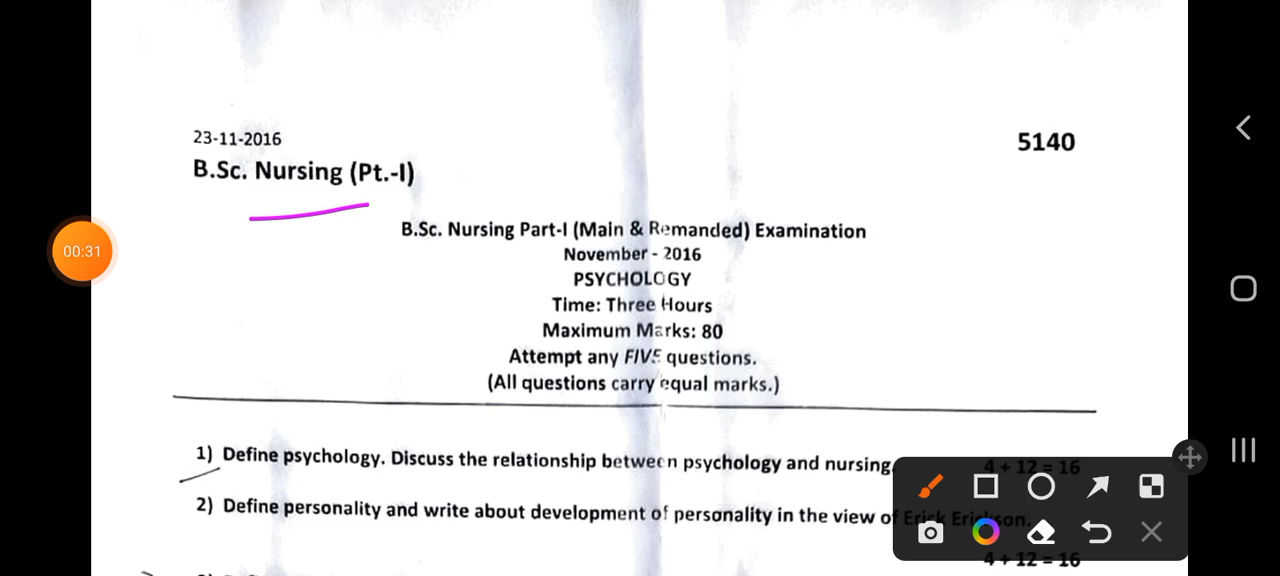 23-11-2016
5140
B.Sc. Nursing (Pt.-I)
B.Sc. Nursing Part-I (Main & Remanded) Examination
November - 2016
PSYCHOLOGY
Time: Three Hours
Maximum Marks: 80
Attempt any FIVE questions.
(All questions carry equal marks.)
00:31
1) Define psychology. Discuss the relationship between psychology and nursing. 4 + 12 = 16
2) Define personality and write about development of personality in the view of Erick Erickson.
4 + 12 = 16